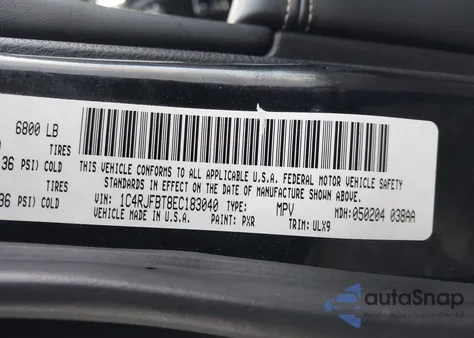 6800 LB
TIRES
36 PSI) COLD
TIRES
36 PSI) COLD
THIS VEHICLE CONFORMS TO ALL APPLICABLE U.S.A. FEDERAL MOTOR VEHICLE SAFETY
STANDARDS IN EFFECT ON THE DATE OF MANUFACTURE SHOWN ABOVE.
VIN: 1C4RJFBT8EC183040 TYPE: MPV MDH:050204 038AA
VEHICLE MADE IN U.S.A. PAINT: PXR TRIM: ULX9
autoSnap